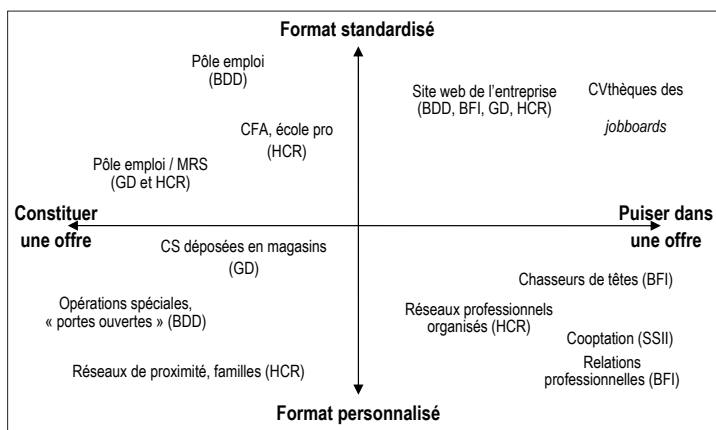 Format standardisé
Pôle emploi
(BDD)
Site web de l'entreprise
(BDD, BFI, GD, HCR)
CVthèques des
jobboards
CFA, école pro
(HCR)
Pôle emploi / MRS
(GD et HCR)
Constituer
une offre
Puiser dans
une offre
CS déposées en magasins
(GD)
Chasseurs de têtes (BFI)
Opérations spéciales,
« portes ouvertes » (BDD)
Réseaux professionnels
organisés (HCR)
Cooptation (SSII)
Relations
professionnelles (BFI)
Réseaux de proximité, familles (HCR)
Format personnalisé